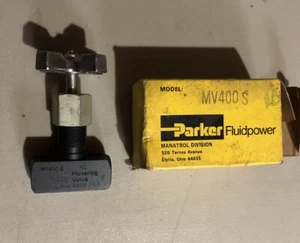 MODEL:
MV400 S
Parker Fluidpower
MANATROL DIVISION
520 Ternes Avenue
Elyria, Ohio 44035
Metering
Valve